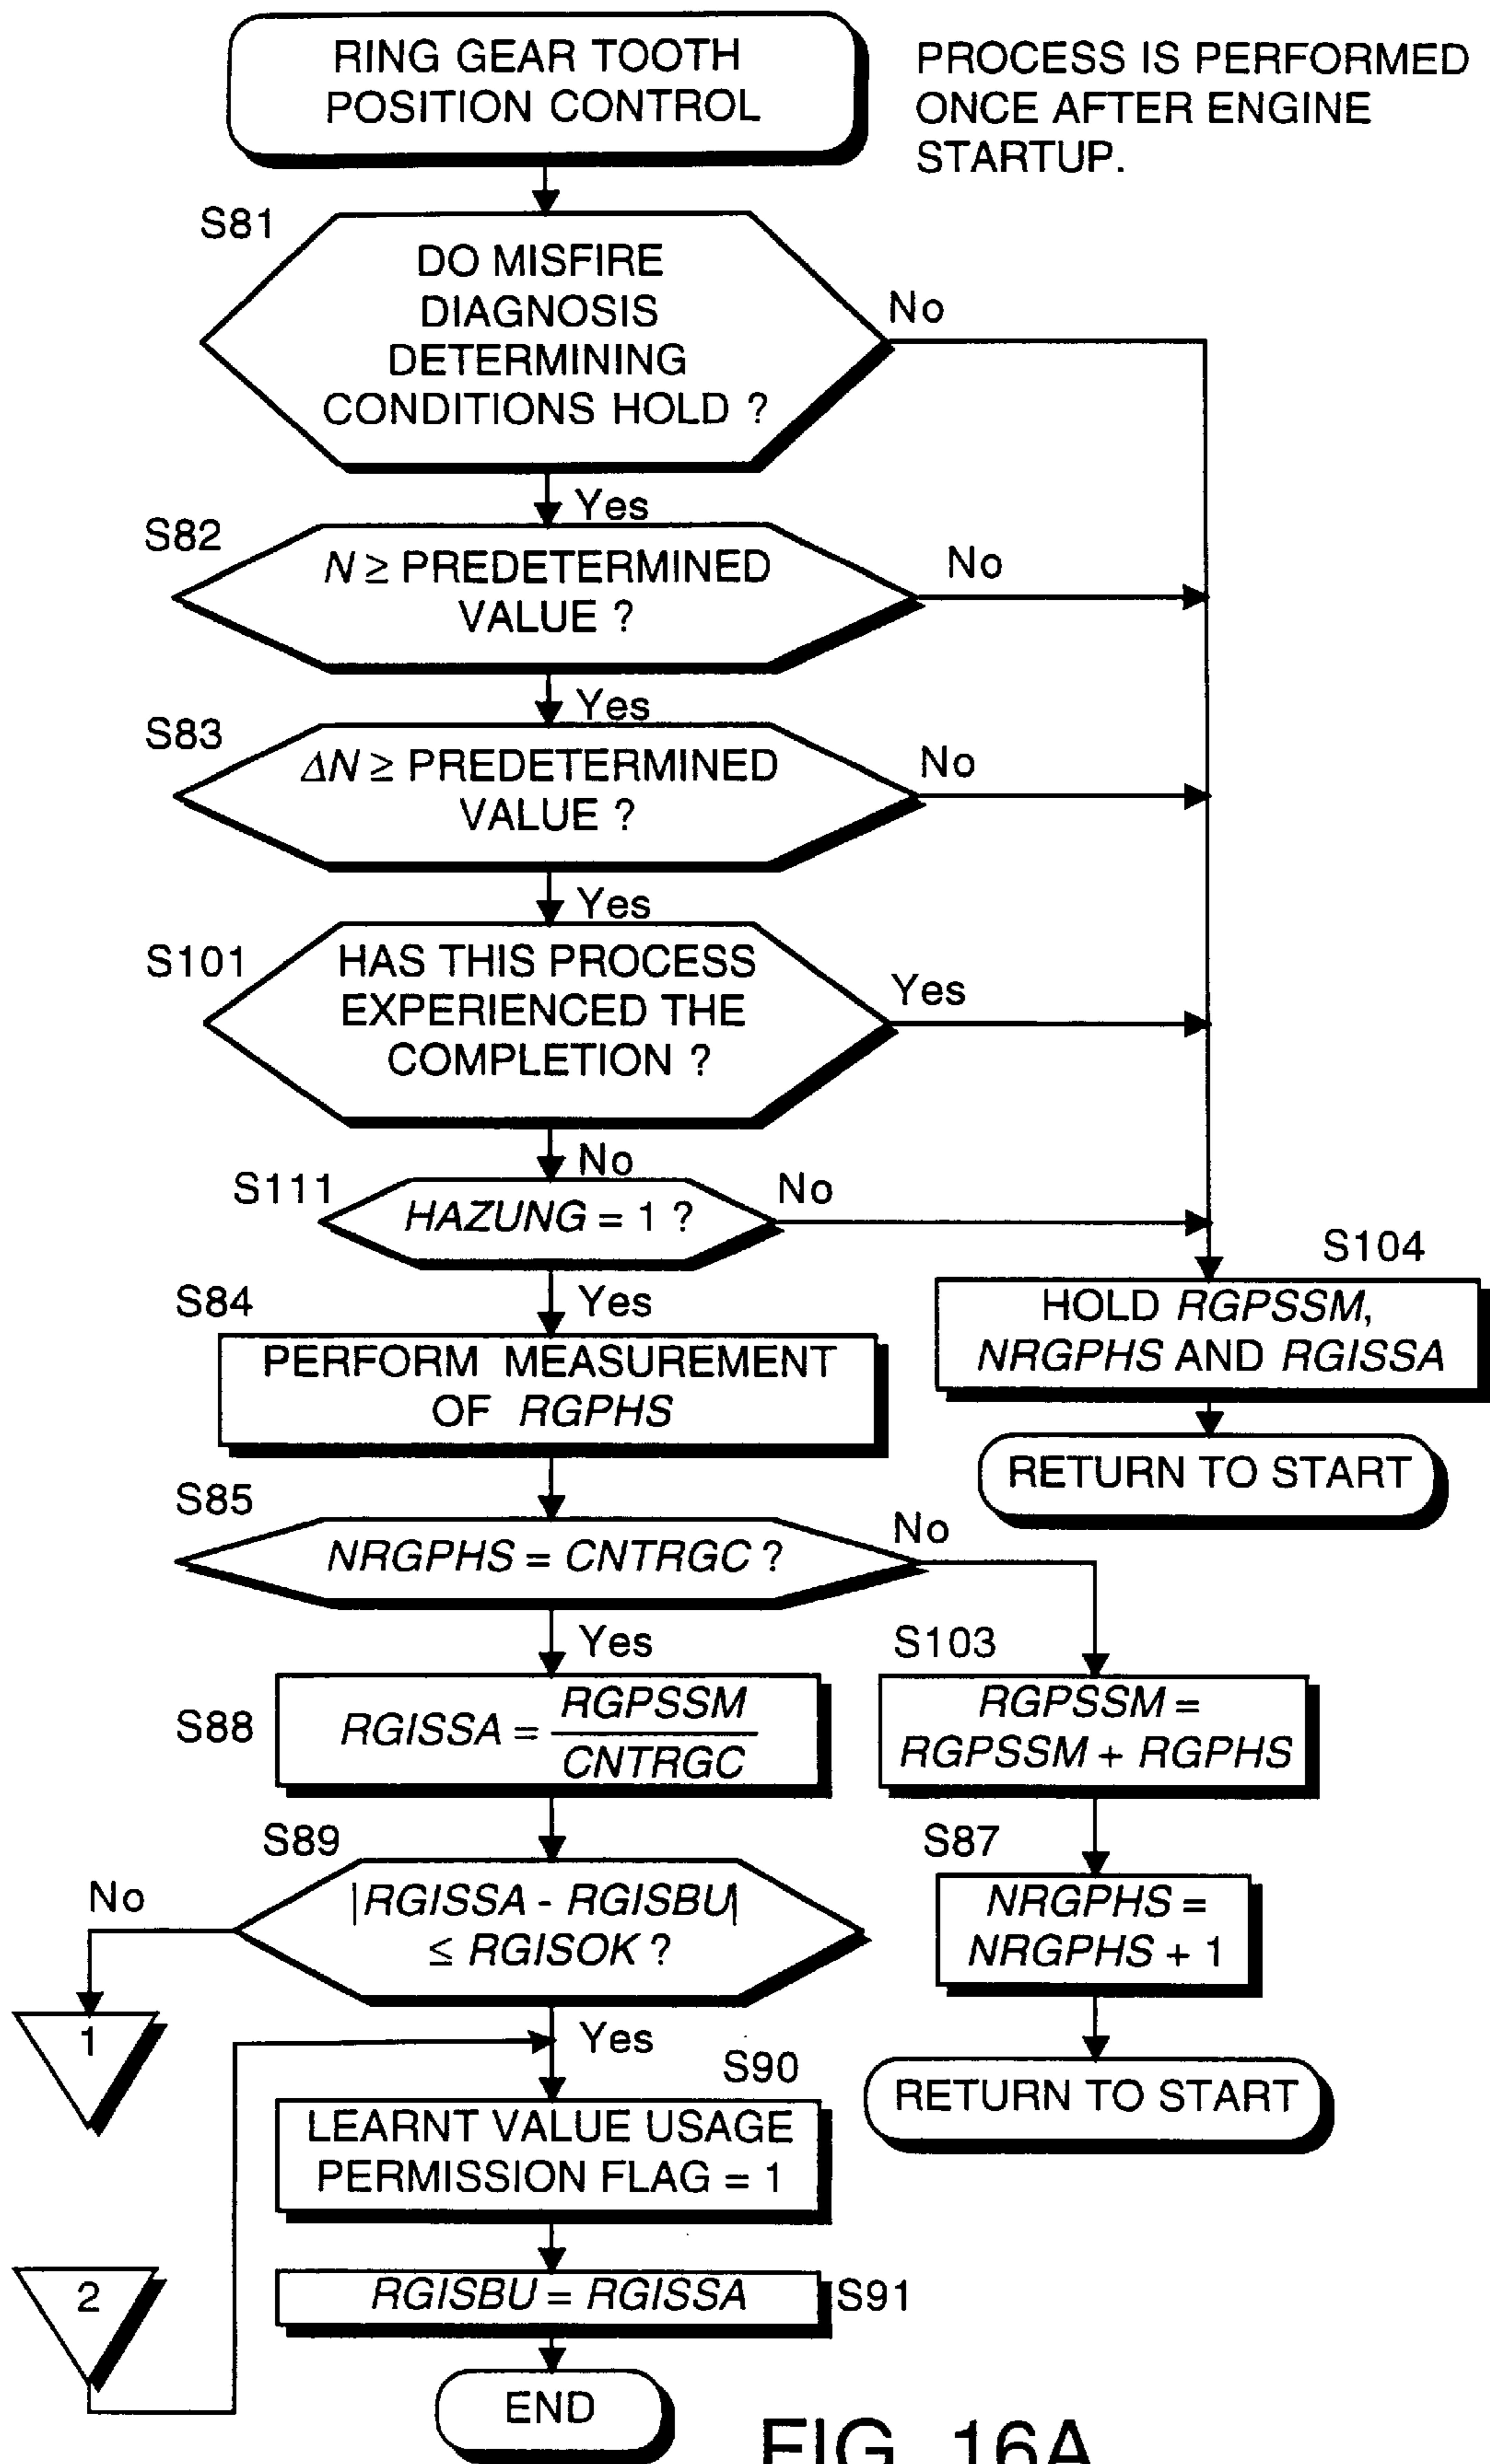 RING GEAR TOOTH
POSITION CONTROL
PROCESS IS PERFORMED
ONCE AFTER ENGINE
STARTUP.
S81
DO MISFIRE
DIAGNOSIS
DETERMINING
CONDITIONS HOLD ?
No
Yes
S82
N ≥ PREDETERMINED
VALUE ?
No
Yes
S83
ΔN ≥ PREDETERMINED
VALUE ?
No
Yes
S101
HAS THIS PROCESS
EXPERIENCED THE
COMPLETION ?
Yes
No
S111
HAZUNG = 1 ?
No
Yes
S104
HOLD RGPSSM,
NRGPHS AND RGISSA
RETURN TO START
S84
PERFORM MEASUREMENT
OF RGPHS
S85
NRGPHS = CNTRGC ?
No
Yes
S103
RGPSSM =
RGPSSM + RGPHS
S88
RGISSA = RGPSSM
CNTRGC
S87
NRGPHS =
NRGPHS + 1
RETURN TO START
S89
|RGISSA - RGISBU|
≤ RGISOK ?
No
1
Yes
S90
LEARNT VALUE USAGE
PERMISSION FLAG = 1
2
RGISBU = RGISSA
S91
END
FIG. 16A